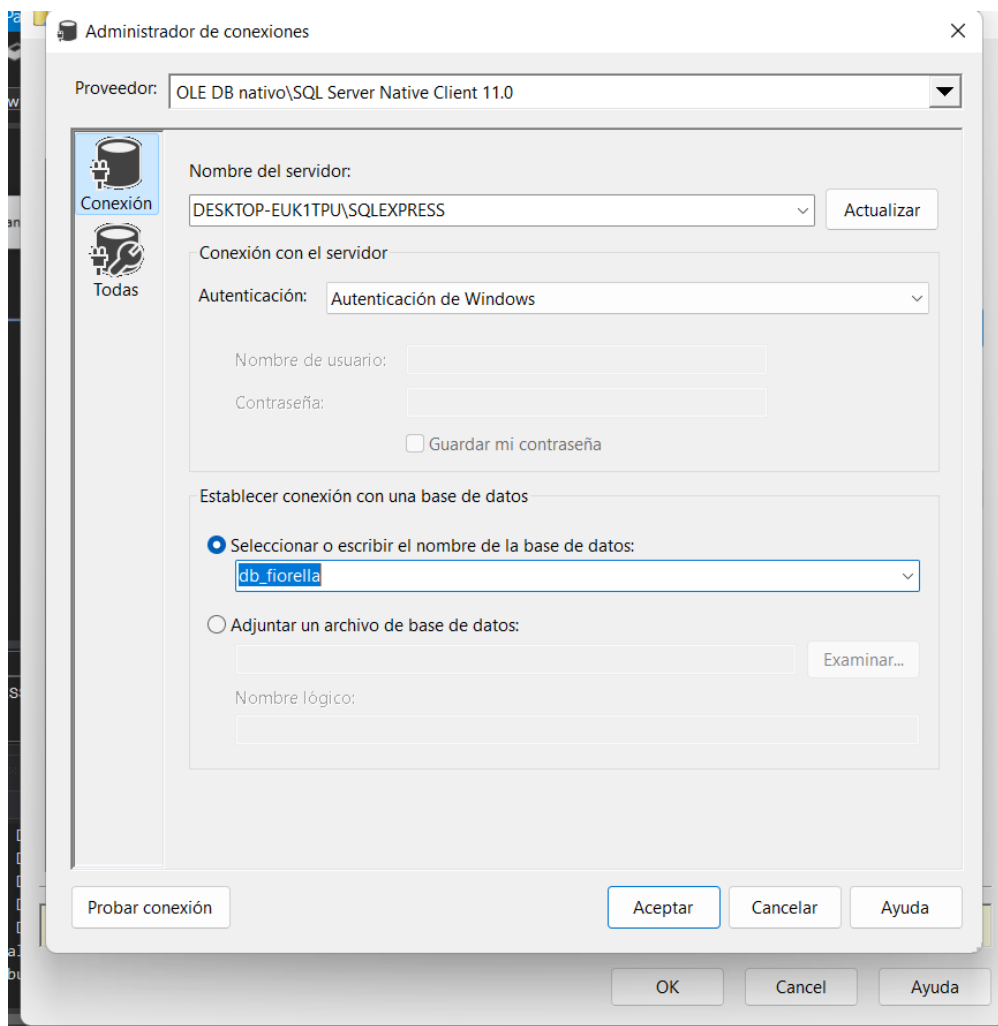 Administrador de conexiones
Proveedor: OLE DB nativo\SQL Server Native Client 11.0
Conexión
Todas
Nombre del servidor:
DESKTOP-EUK1TPU\SQLEXPRESS Actualizar
Conexión con el servidor
Autenticación: Autenticación de Windows
Nombre de usuario:
Contraseña:
Guardar mi contraseña
Establecer conexión con una base de datos
Seleccionar o escribir el nombre de la base de datos:
db_fiorella
Adjuntar un archivo de base de datos:
Examinar...
Nombre lógico:
Probar conexión Aceptar Cancelar Ayuda
OK Cancel Ayuda